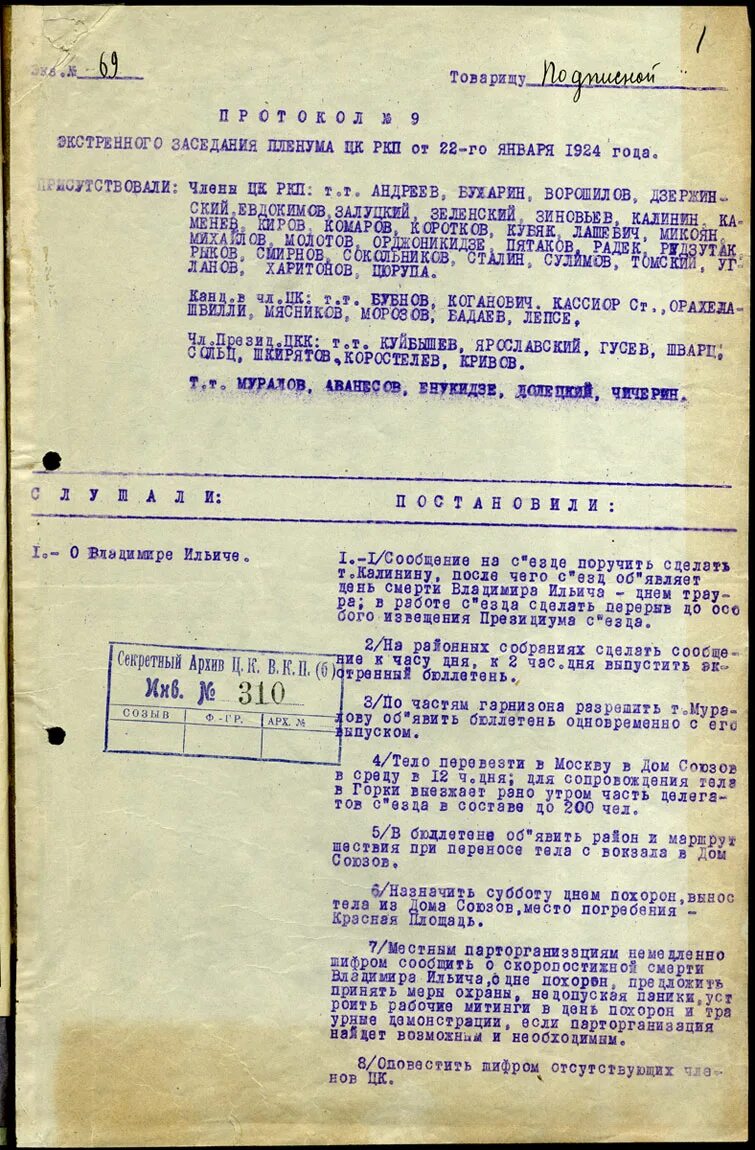 1
Экз.№ 69
Товарищу Подписной
ПРОТОКОЛ № 9
ЭКСТРЕННОГО ЗАСЕДАНИЯ ПЛЕНУМА ЦК РКП от 22-го ЯНВАРЯ 1924 года.
ПРИСУТСТВОВАЛИ: Члены ЦК РКП: т.т. АНДРЕЕВ, БУХАРИН, ВОРОШИЛОВ, ДЗЕРЖИН-
СКИЙ, ЕВДОКИМОВ, ЗАЛУЦКИЙ, ЗЕЛЕНСКИЙ, ЗИНОВЬЕВ, КАЛИНИН, КА-
МЕНЕВ, КИРОВ, КОМАРОВ, КОРОТКОВ, КУБЯК, ЛАШЕВИЧ, МИКОЯН,
МИХАЙЛОВ, МОЛОТОВ, ОРДЖОНИКИДЗЕ, ПЯТАКОВ, РАДЕК, РУДЗУТАК,
РЫКОВ, СМИРНОВ, СОКОЛЬНИКОВ, СТАЛИН, СУЛИМОВ, ТОМСКИЙ, УГ-
ЛАНОВ, ХАРИТОНОВ, ЦЮРУПА.
Канд.в чл.ЦК: т.т. БУБНОВ, КОГАНОВИЧ. КАССИОР Ст., ОРАХЕЛА-
ШВИЛЛИ, МЯСНИКОВ, МОРОЗОВ, БАДАЕВ, ЛЕПСЕ,
Чл.Презид.ЦКК: т.т. КУЙБЫШЕВ, ЯРОСЛАВСКИЙ, ГУСЕВ, ШВАРЦ,
СОЛЬЦ, ШКИРЯТОВ, КОРОСТЕЛЕВ, КРИВОВ.
Т.т. МУРАЛОВ, АВАНЕСОВ, ЕНУКИДЗЕ, ДОЛЕЦКИЙ, ЧИЧЕРИН.
СЛУШАЛИ:
ПОСТАНОВИЛИ:
I.- О Владимире Ильиче.
I.-I/Сообщение на с"езде поручить сделать
т.Калинину, после чего с"езд об"являет
день смерти Владимира Ильича - днем трау-
ра; в работе с"езда сделать перерыв до осо
бого извещения Президиума с"езда.
2/На районных собраниях сделать сообще-
ние к часу дня, к 2 час.дня выпустить эк-
стренный бюллетень.
3/По частям гарнизона разрешить т.Мура-
лову об"явить бюллетень одновременно с его
выпуском.
4/Тело перевезти в Москву в Дом Союзов
в среду в 12 ч.дня; для сопровождения тела
в Горки выезжает рано утром часть делега-
тов с"езда в составе до 200 чел.
5/В бюллетене об"явить район и маршрут
шествия при переносе тела с вокзала в Дом
Союзов.
6/Назначить субботу днем похорон, вынос
тела из Дома Союзов, место погребения -
Красная Площадь.
7/Местным парторганизациям немедленно
шифром сообщить о скоропостижной смерти
Владимира Ильича, о дне похорон, предложить
принять меры охраны, недопуская паники, уст
роить рабочие митинги в день похорон и тра
урные демонстрации, если парторганизация
найдет возможным и необходимым.
8/Оповестить шифром отсутствующих чле-
нов ЦК.
Секретный Архив Ц.К. В.К.П. (б)
Инв. № 310
СОЗЫВ Ф.-ГР. АРХ. №